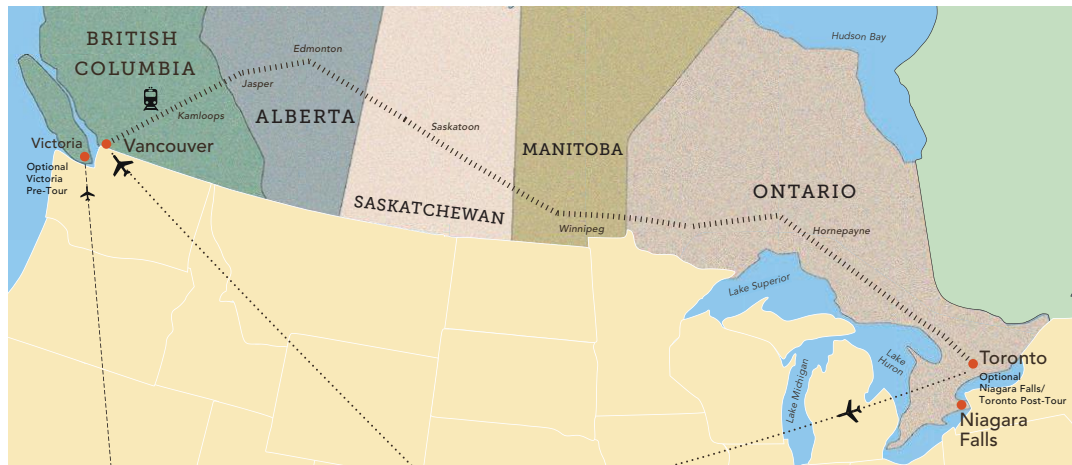 BRITISH
COLUMBIA
Kamloops
Jasper
Edmonton
ALBERTA
Victoria
Vancouver
Optional
Victoria
Pre-Tour
Saskatoon
SASKATCHEWAN
MANITOBA
Winnipeg
ONTARIO
Hudson Bay
Hornepayne
Lake Superior
Lake Michigan
Lake
Huron
Toronto
Optional
Niagara Falls/
Toronto Post-Tour
Niagara
Falls